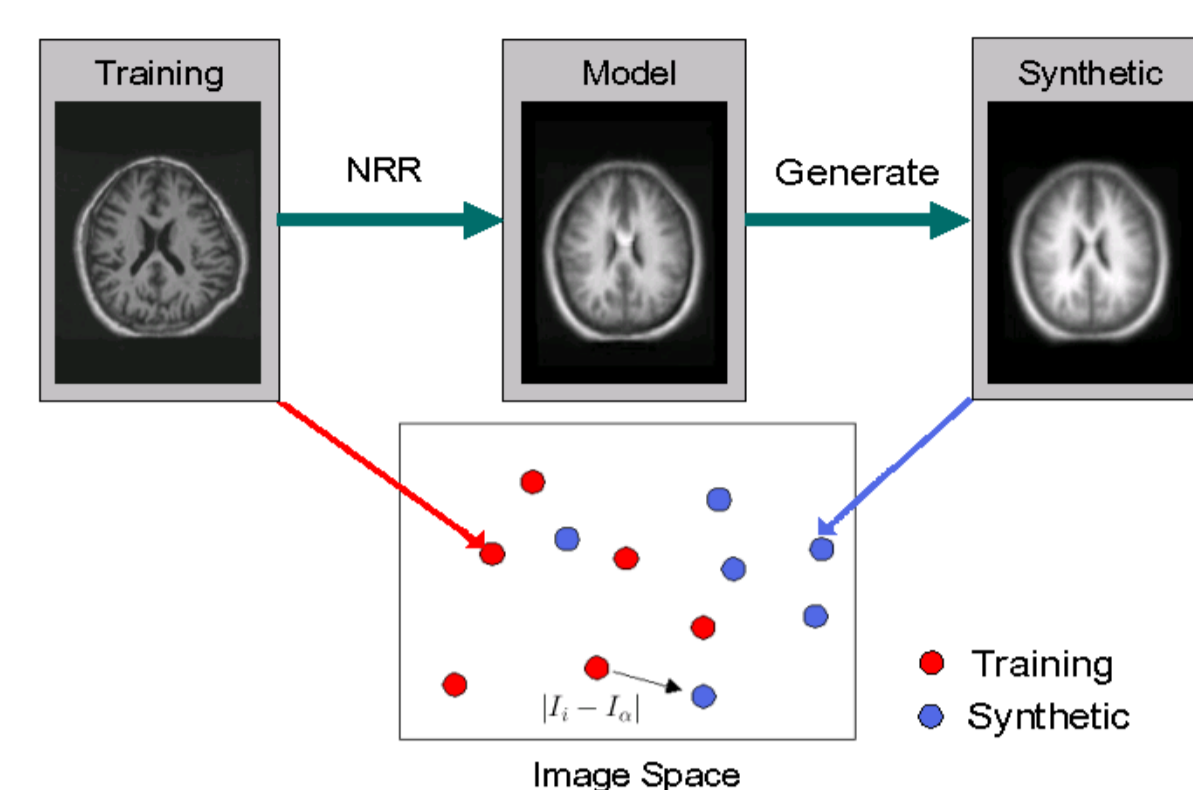 Training
Model
Synthetic
NRR
Generate
|I_i − I_α|
Training
Synthetic
Image Space